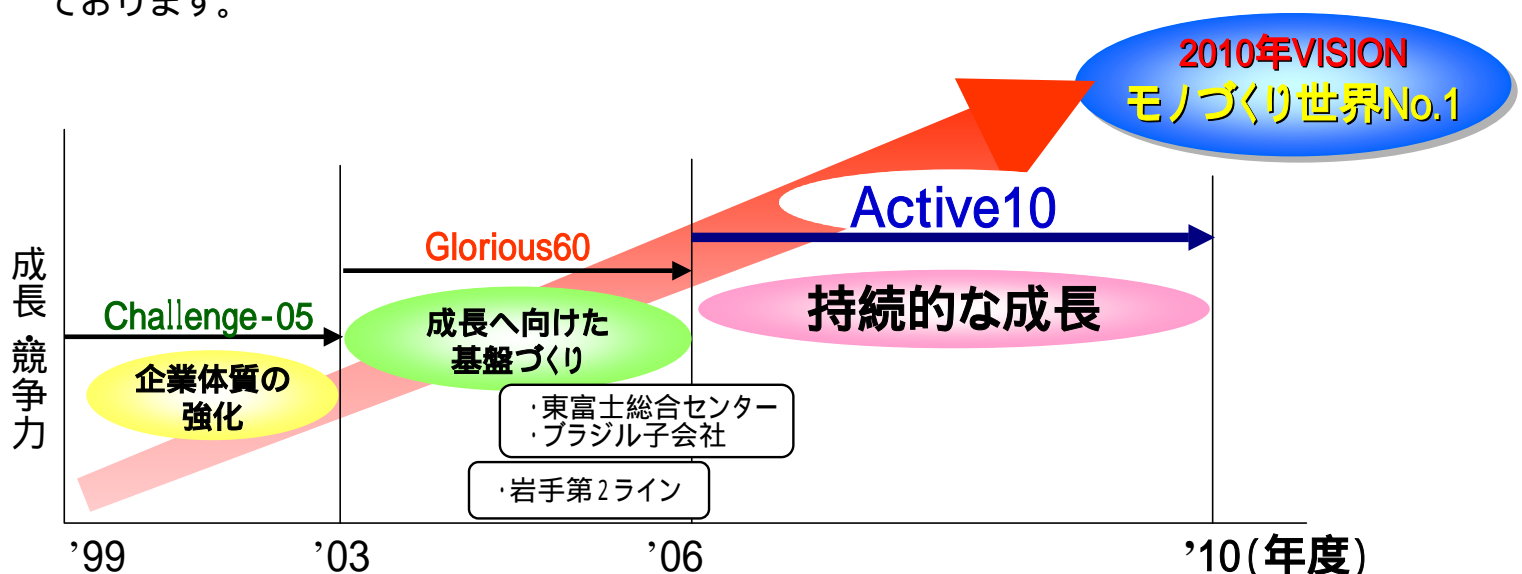 ております。
2010年VISION
モノづくり世界No.1
Active10
Glorious60
Challenge-05
持続的な成長
成長へ向けた
基盤づくり
企業体質の
強化
・東富士総合センター
・ブラジル子会社
・岩手第2ライン
成長・競争力
’99
’03
’06
’10(年度)